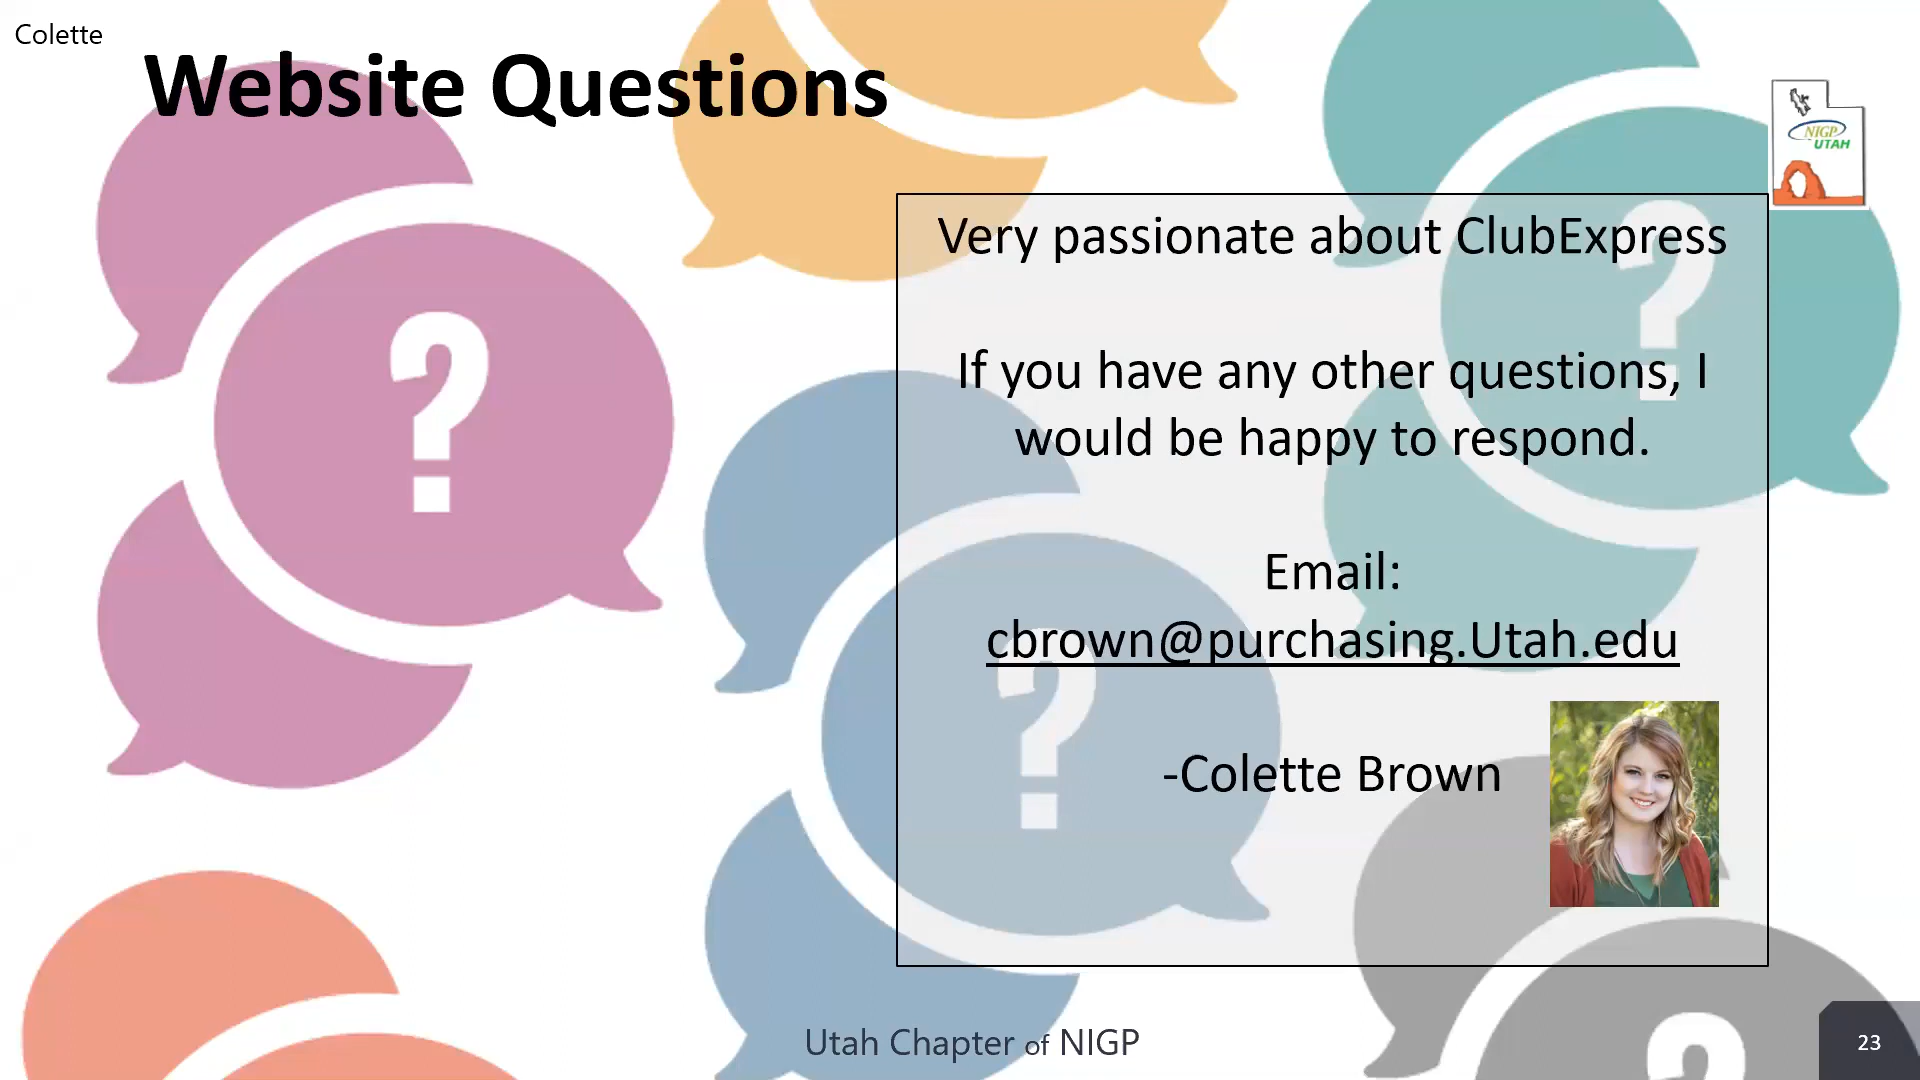 Colette
Website Questions
NIGP
UTAH
Very passionate about ClubExpress
If you have any other questions, I
would be happy to respond.
Email:
cbrown@purchasing.Utah.edu
-Colette Brown
Utah Chapter of NIGP
23